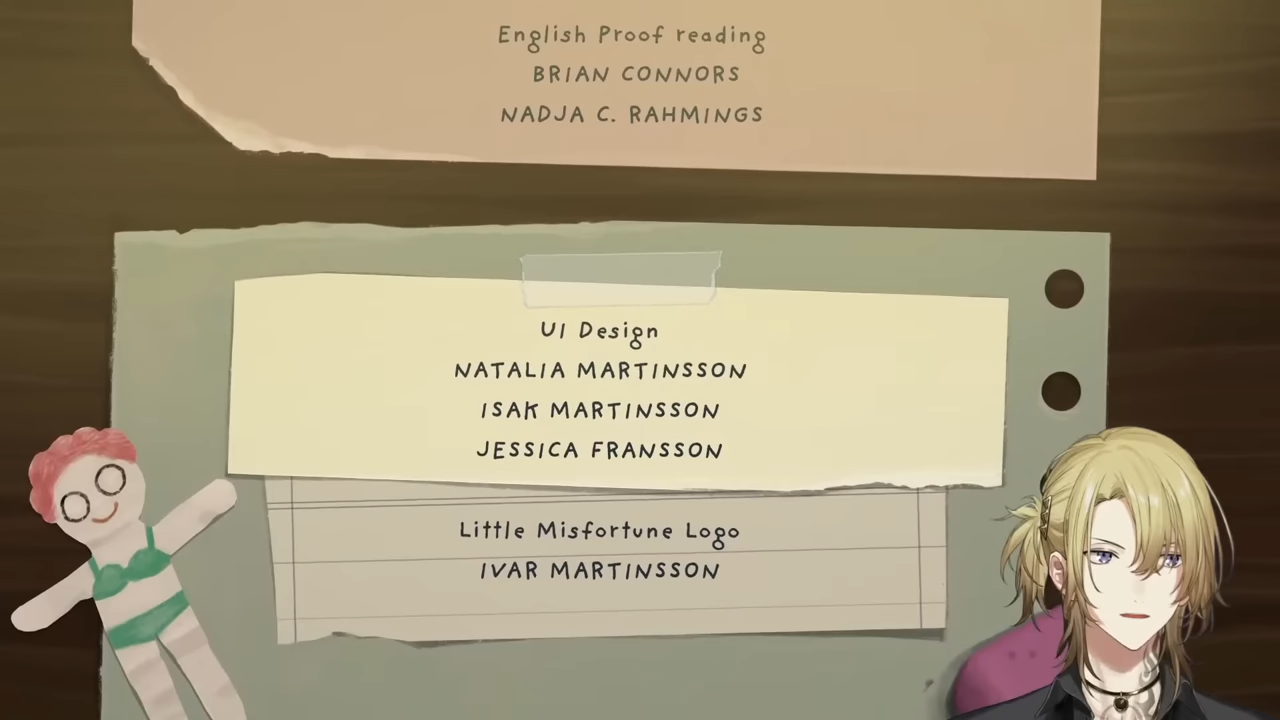 English Proof reading
BRIAN CONNORS
NADJA C. RAHMINGS
UI Design
NATALIA MARTINSSON
ISAK MARTINSSON
JESSICA FRANSSON
Little Misfortune Logo
IVAR MARTINSSON